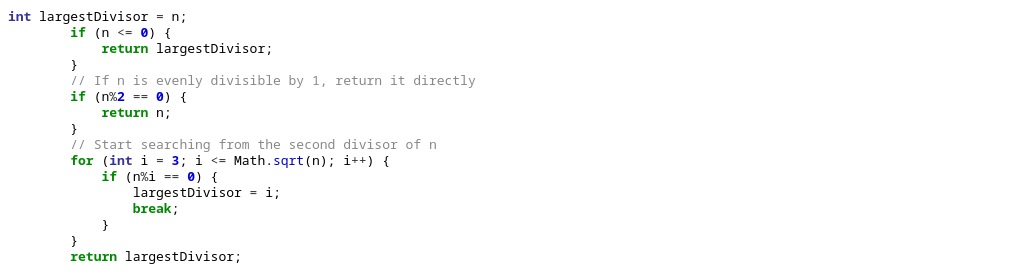 int largestDivisor = n;
        if (n <= 0) {
            return largestDivisor;
        }
        // If n is evenly divisible by 1, return it directly
        if (n%2 == 0) {
            return n;
        }
        // Start searching from the second divisor of n
        for (int i = 3; i <= Math.sqrt(n); i++) {
            if (n%i == 0) {
                largestDivisor = i;
                break;
            }
        }
        return largestDivisor;